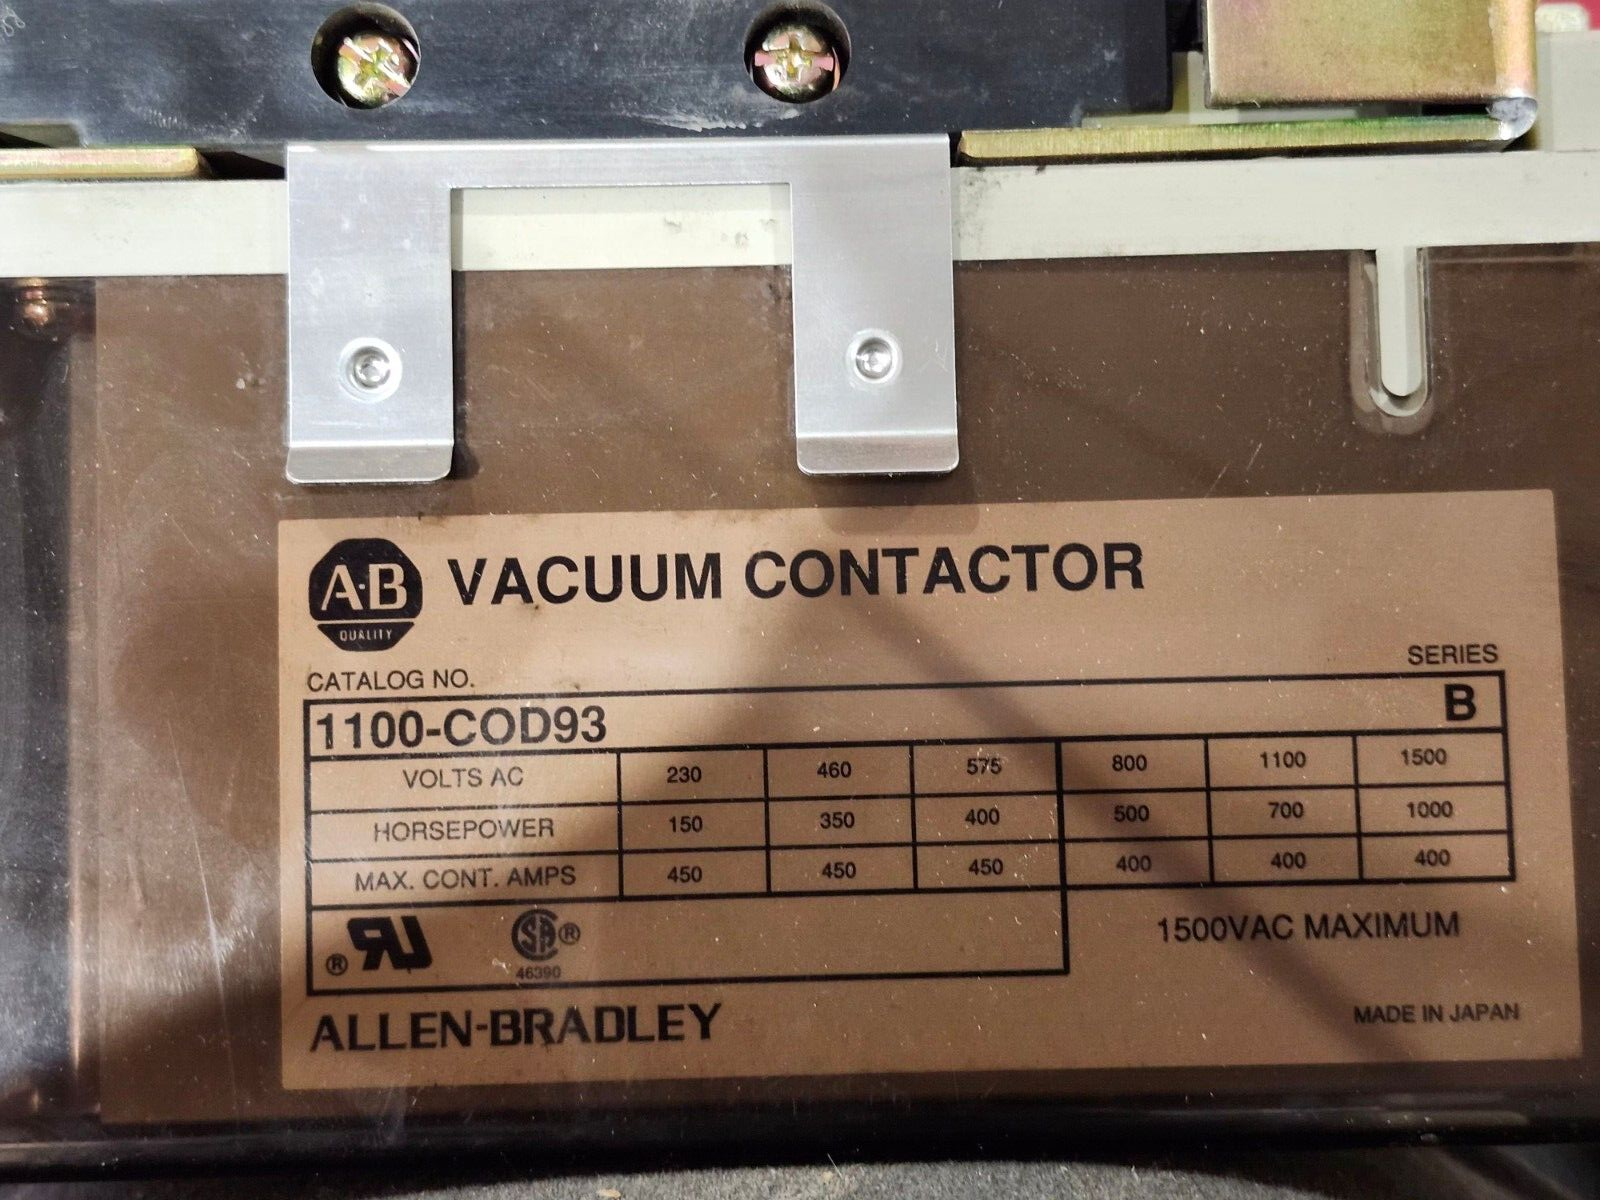 A·B
QUALITY
VACUUM CONTACTOR
CATALOG NO. SERIES
1100-COD93 B
VOLTS AC 230 460 575 800 1100 1500
HORSEPOWER 150 350 400 500 700 1000
MAX. CONT. AMPS 450 450 450 400 400 400
® RU SA ® 1500VAC MAXIMUM
46390
ALLEN-BRADLEY MADE IN JAPAN